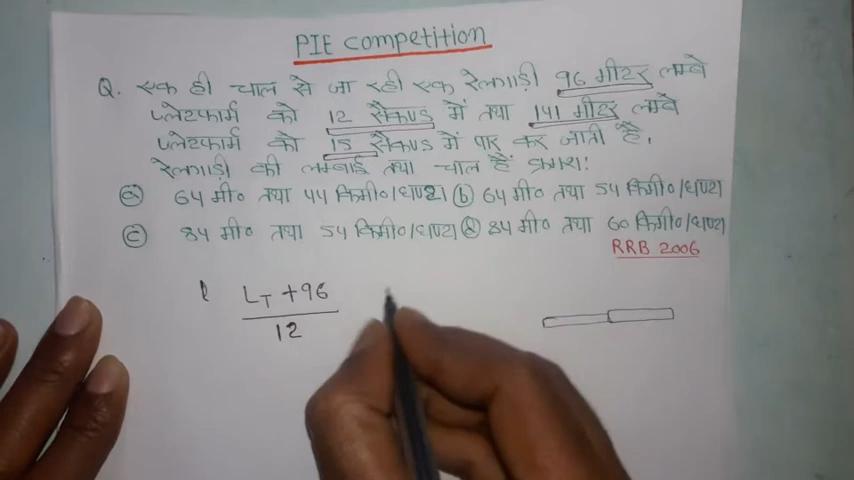 PIE competition
Q. एक ही चाल से जा रही एक रेलगाड़ी 96 मीटर लम्बे
प्लेटफार्म को 12 सैकण्ड में तथा 141 मीटर लम्बे
प्लेटफार्म को 15 सैकण्ड में पार कर जाती है,
रेलगाड़ी की लम्बाई तथा चाल है क्रमशः!
(a) 64 मी० तथा 44 किमी०/घण्टा (b) 64 मी० तथा 54 किमी०/घण्टा
(c) 84 मी० तथा 54 किमी०/घण्टा (d) 84 मी० तथा 60 किमी०/घण्टा
RRB 2006
l LT + 96
12